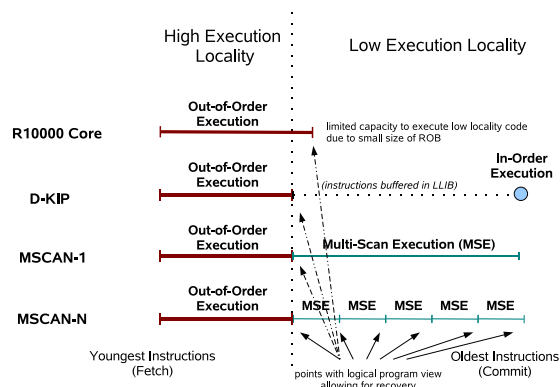 High Execution
Locality
Low Execution Locality
Out-of-Order
Execution
R10000 Core
limited capacity to execute low locality code
due to small size of ROB
In-Order
Execution
Out-of-Order
Execution
D-KIP
(instructions buffered in LLIB)
Out-of-Order
Execution
MSCAN-1
Multi-Scan Execution (MSE)
Out-of-Order
Execution
MSCAN-N
MSE MSE MSE MSE MSE
Youngest Instructions
(Fetch)
Oldest Instructions
(Commit)
points with logical program view
allowing for recovery